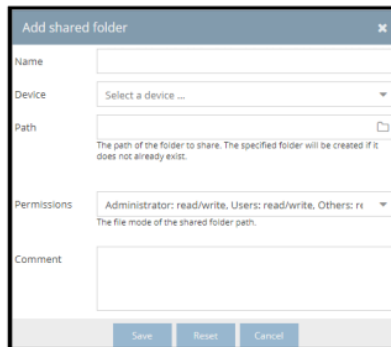 Add shared folder
Name
Device
Select a device ...
Path
The path of the folder to share. The specified folder will be created if it
does not already exist.
Permissions
Administrator: read/write, Users: read/write, Others: re
The file mode of the shared folder path.
Comment
Save
Reset
Cancel